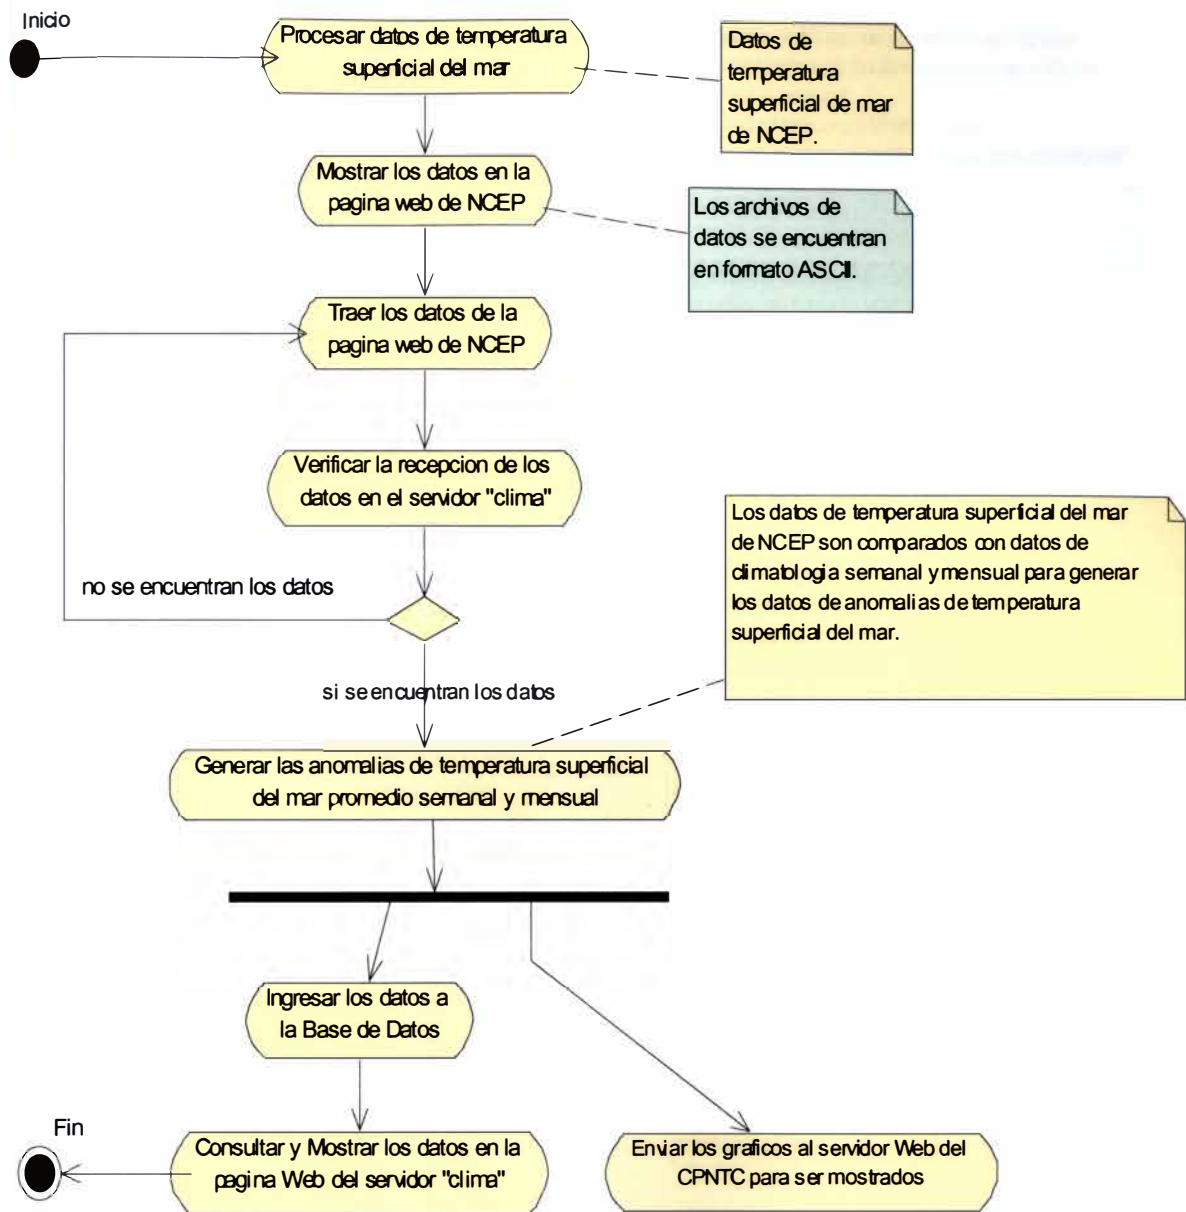 Inicio
Procesar datos de temperatura
superficial del mar
Datos de
temperatura
superficial de mar
de NCEP.
Mostrar los datos en la
pagina web de NCEP
Los archivos de
datos se encuentran
en formato ASCII.
Traer los datos de la
pagina web de NCEP
Verificar la recepcion de los
datos en el servidor "clima"
Los datos de temperatura superficial del mar
de NCEP son comparados con datos de
climatologia semanal y mensual para generar
los datos de anomalias de temperatura
superficial del mar.
no se encuentran los datos
si se encuentran los datos
Generar las anomalias de temperatura superficial
del mar promedio semanal y mensual
Ingresar los datos a
la Base de Datos
Fin
Consultar y Mostrar los datos en la
pagina Web del servidor "clima"
Enviar los graficos al servidor Web del
CPNTC para ser mostrados